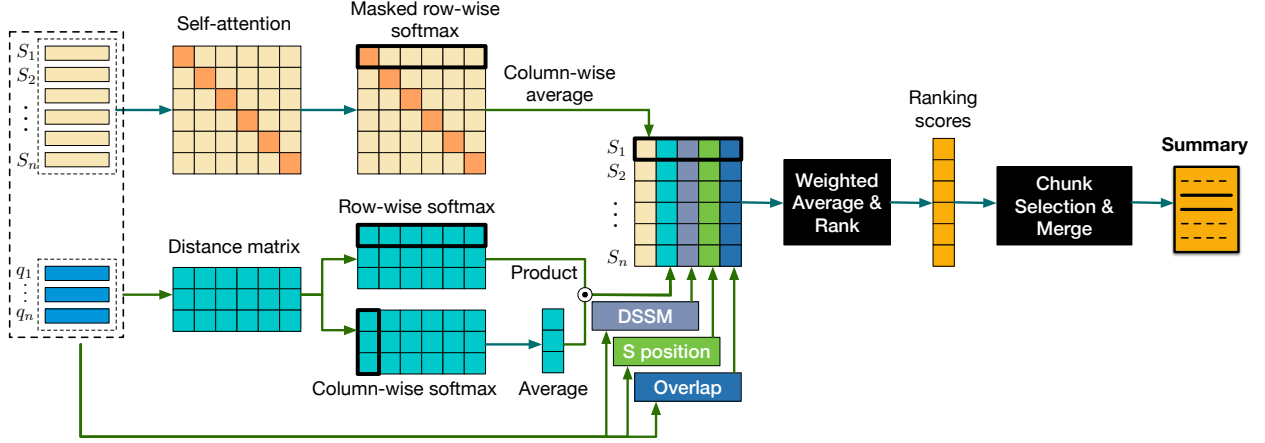 Self-attention
Masked row-wise
softmax
S1
S2
⋮
Sn
Column-wise
average
Ranking
scores
Summary
S1
S2
⋮
Sn
Weighted
Average &
Rank
Chunk
Selection &
Merge
Row-wise softmax
Distance matrix
q1
⋮
qn
Product
DSSM
S position
Overlap
Column-wise softmax
Average